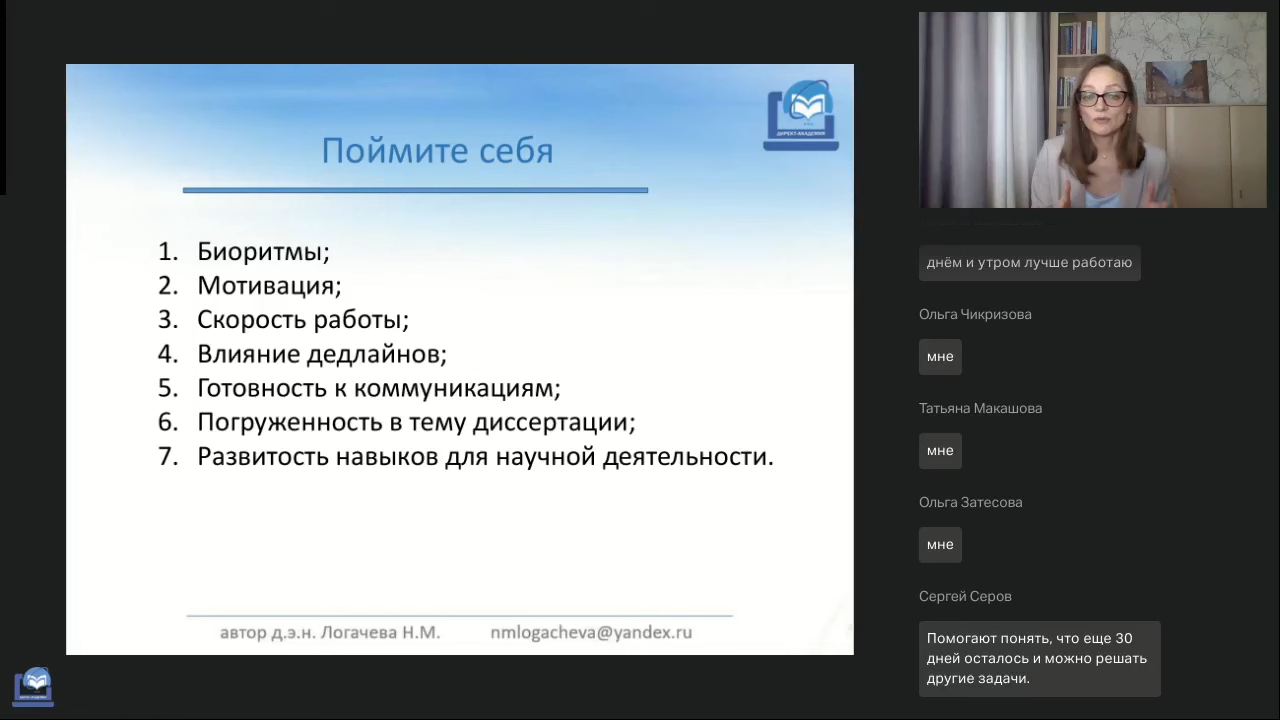 ДИРЕКТ-АКАДЕМИЯ
Поймите себя
1. Биоритмы;
2. Мотивация;
3. Скорость работы;
4. Влияние дедлайнов;
5. Готовность к коммуникациям;
6. Погруженность в тему диссертации;
7. Развитость навыков для научной деятельности.
автор д.э.н. Логачева Н.М. nmlogacheva@yandex.ru
днём и утром лучше работаю
Ольга Чикризова
мне
Татьяна Макашова
мне
Ольга Затесова
мне
Сергей Серов
Помогают понять, что еще 30
дней осталось и можно решать
другие задачи.